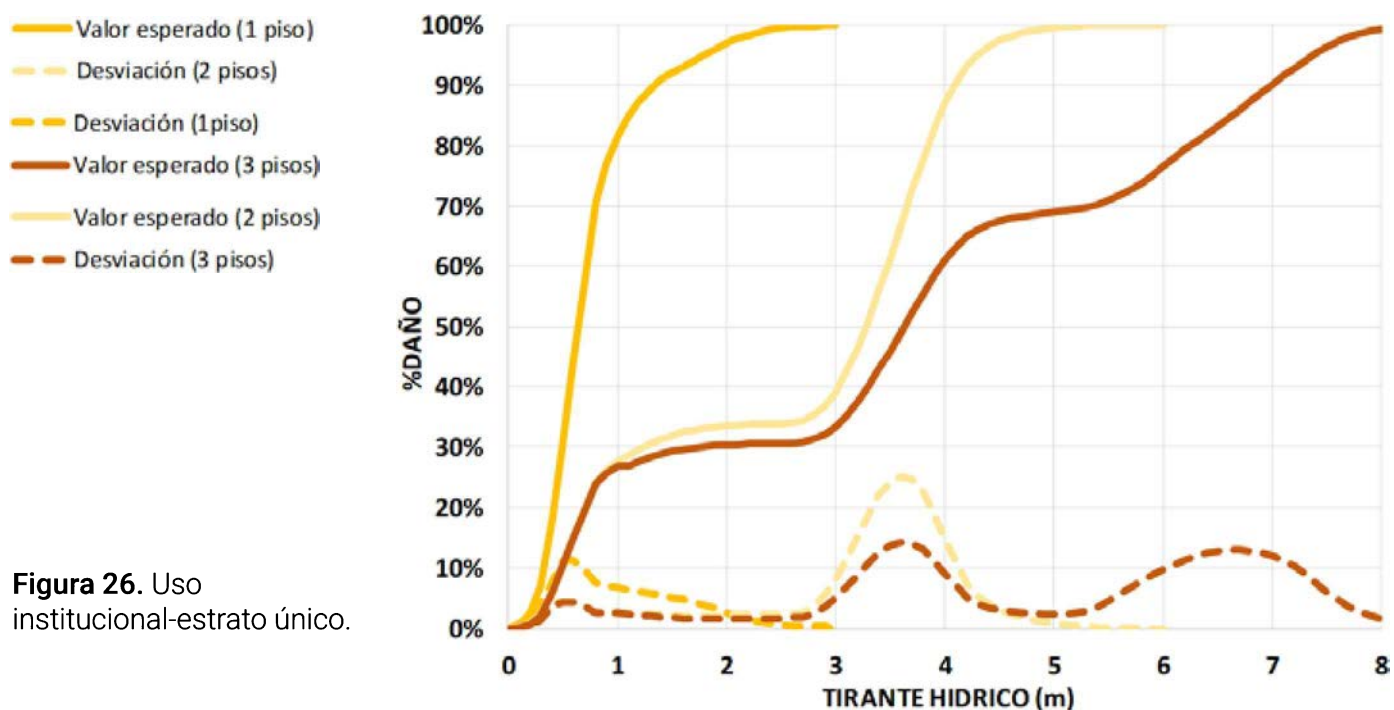 Valor esperado (1 piso)
Desviación (2 pisos)
Desviación (1piso)
Valor esperado (3 pisos)
Valor esperado (2 pisos)
Desviación (3 pisos)
Figura 26. Uso
institucional-estrato único.
%DAÑO
100%
90%
80%
70%
60%
50%
40%
30%
20%
10%
0%
0 1 2 3 4 5 6 7 8
TIRANTE HIDRICO (m)